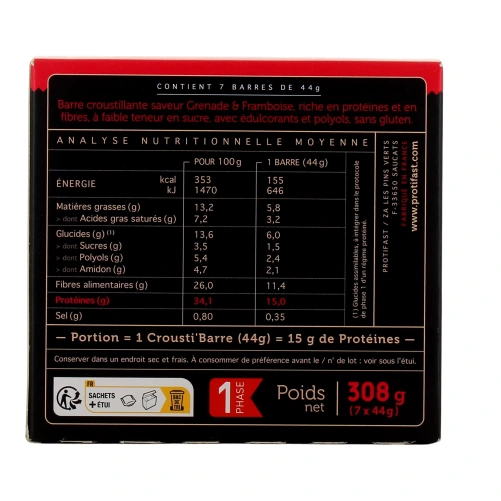 CONTIENT 7 BARRES DE 44g
Barre croustillante saveur Grenade & Framboise, riche en protéines et en
fibres, à faible teneur en sucre, avec édulcorants et polyols, sans gluten.
ANALYSE NUTRITIONNELLE MOYENNE
POUR 100g 1 BARRE (44g)
ÉNERGIE kcal 353 155
kJ 1470 646
Matières grasses (g) 13,2 5,8
> dont Acides gras saturés (g) 7,2 3,2
Glucides (g) (1) 13,6 6,0
> dont Sucres (g) 3,5 1,5
> dont Polyols (g) 5,4 2,4
> dont Amidon (g) 4,7 2,1
Fibres alimentaires (g) 26,0 11,4
Protéines (g) 34,1 15,0
Sel (g) 0,80 0,35
(1) Glucides assimilables, à intégrer dans le protocole
de phase 1 d'un régime protéiné.
PROTIFAST / ZA LES PINS VERTS
F-33650 SAUCATS
FABRIQUÉ EN FRANCE
www.protifast.com
Portion = 1 Crousti'Barre (44g) = 15 g de Protéines
Conserver dans un endroit sec et frais. À consommer de préférence avant le / n° de lot : voir sous l'étui.
FR
SACHETS
+ ÉTUI
BAC
DE TRI
1
PHASE
Poids
net
308 g
(7 x 44g)